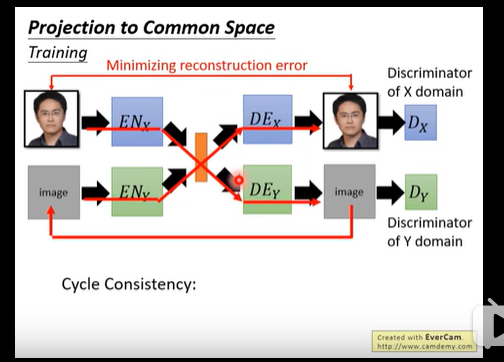 Projection to Common Space
Training
Minimizing reconstruction error
Discriminator
of X domain
EN_X
DE_X
D_X
image
EN_Y
DE_Y
image
D_Y
Discriminator
of Y domain
Cycle Consistency:
Created with EverCam.
http://www.camdemy.com